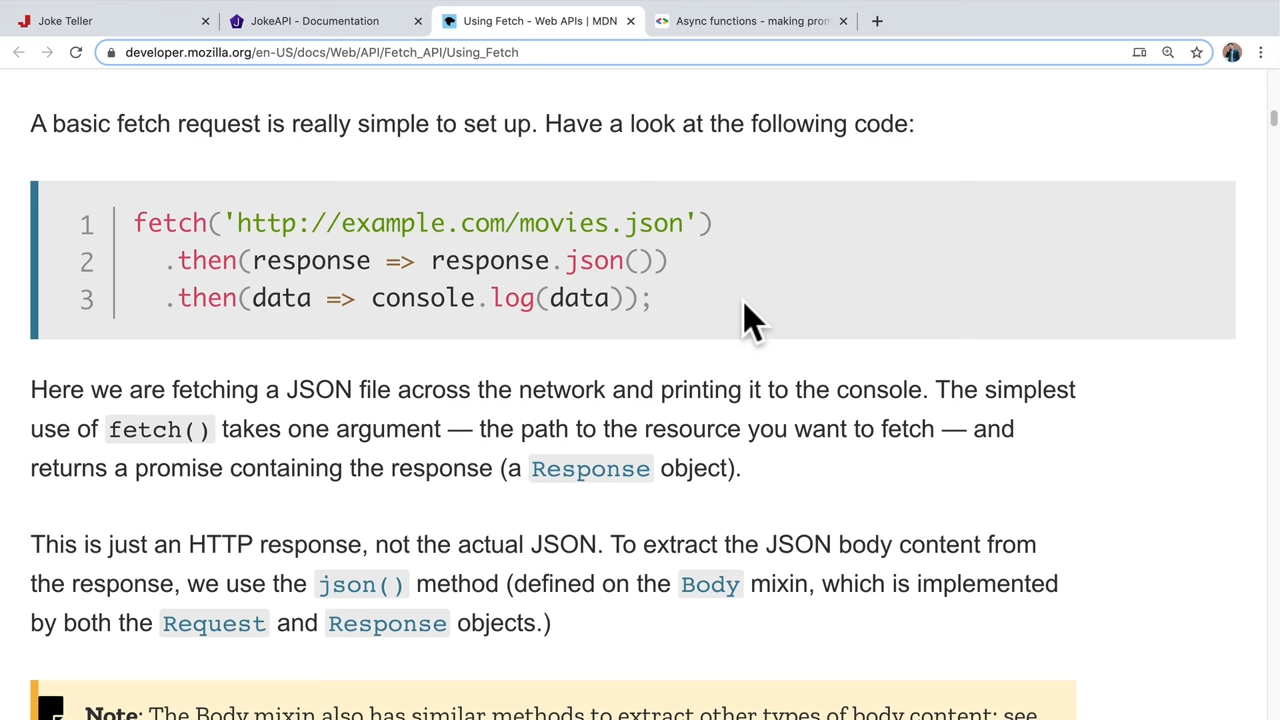 Joke Teller
JokeAPI - Documentation
Using Fetch - Web APIs | MDN
Async functions - making prom
developer.mozilla.org/en-US/docs/Web/API/Fetch_API/Using_Fetch
A basic fetch request is really simple to set up. Have a look at the following code:
1 fetch('http://example.com/movies.json')
2 .then(response => response.json())
3 .then(data => console.log(data));
Here we are fetching a JSON file across the network and printing it to the console. The simplest
use of fetch() takes one argument — the path to the resource you want to fetch — and
returns a promise containing the response (a Response object).
This is just an HTTP response, not the actual JSON. To extract the JSON body content from
the response, we use the json() method (defined on the Body mixin, which is implemented
by both the Request and Response objects.)
Note: The Body mixin also has similar methods to extract other types of body content; see